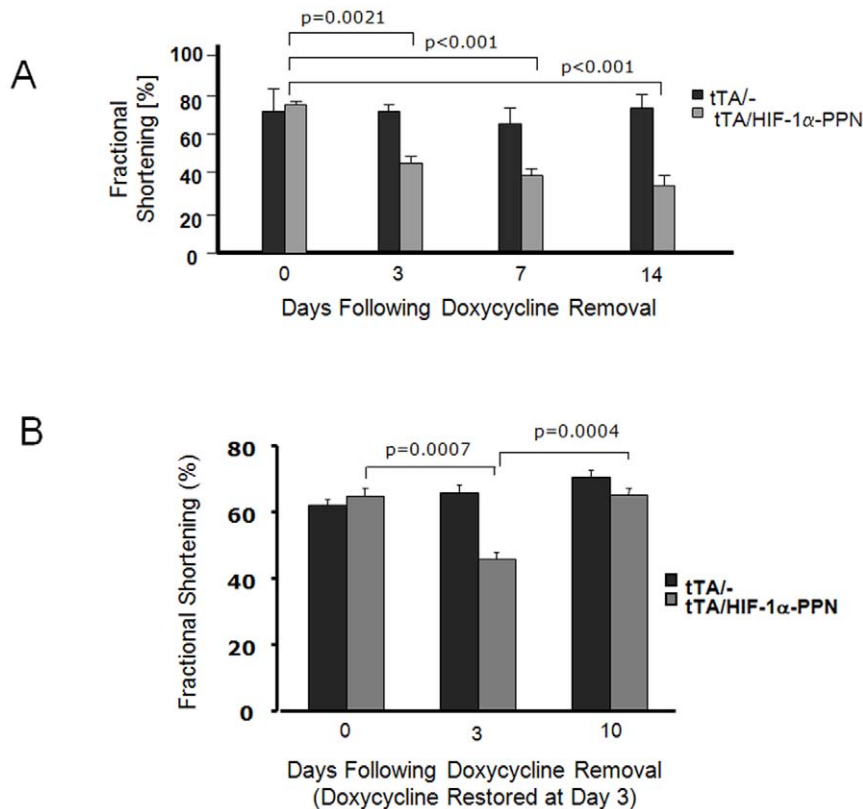 A
p=0.0021
p<0.001
p<0.001
100
80
60
40
20
0
Fractional
Shortening [%]
0 3 7 14
Days Following Doxycycline Removal
tTA/-
tTA/HIF-1α-PPN
B
p=0.0007
p=0.0004
80
60
40
20
0
Fractional Shortening (%)
0 3 10
Days Following Doxycycline Removal
(Doxycycline Restored at Day 3)
tTA/-
tTA/HIF-1α-PPN